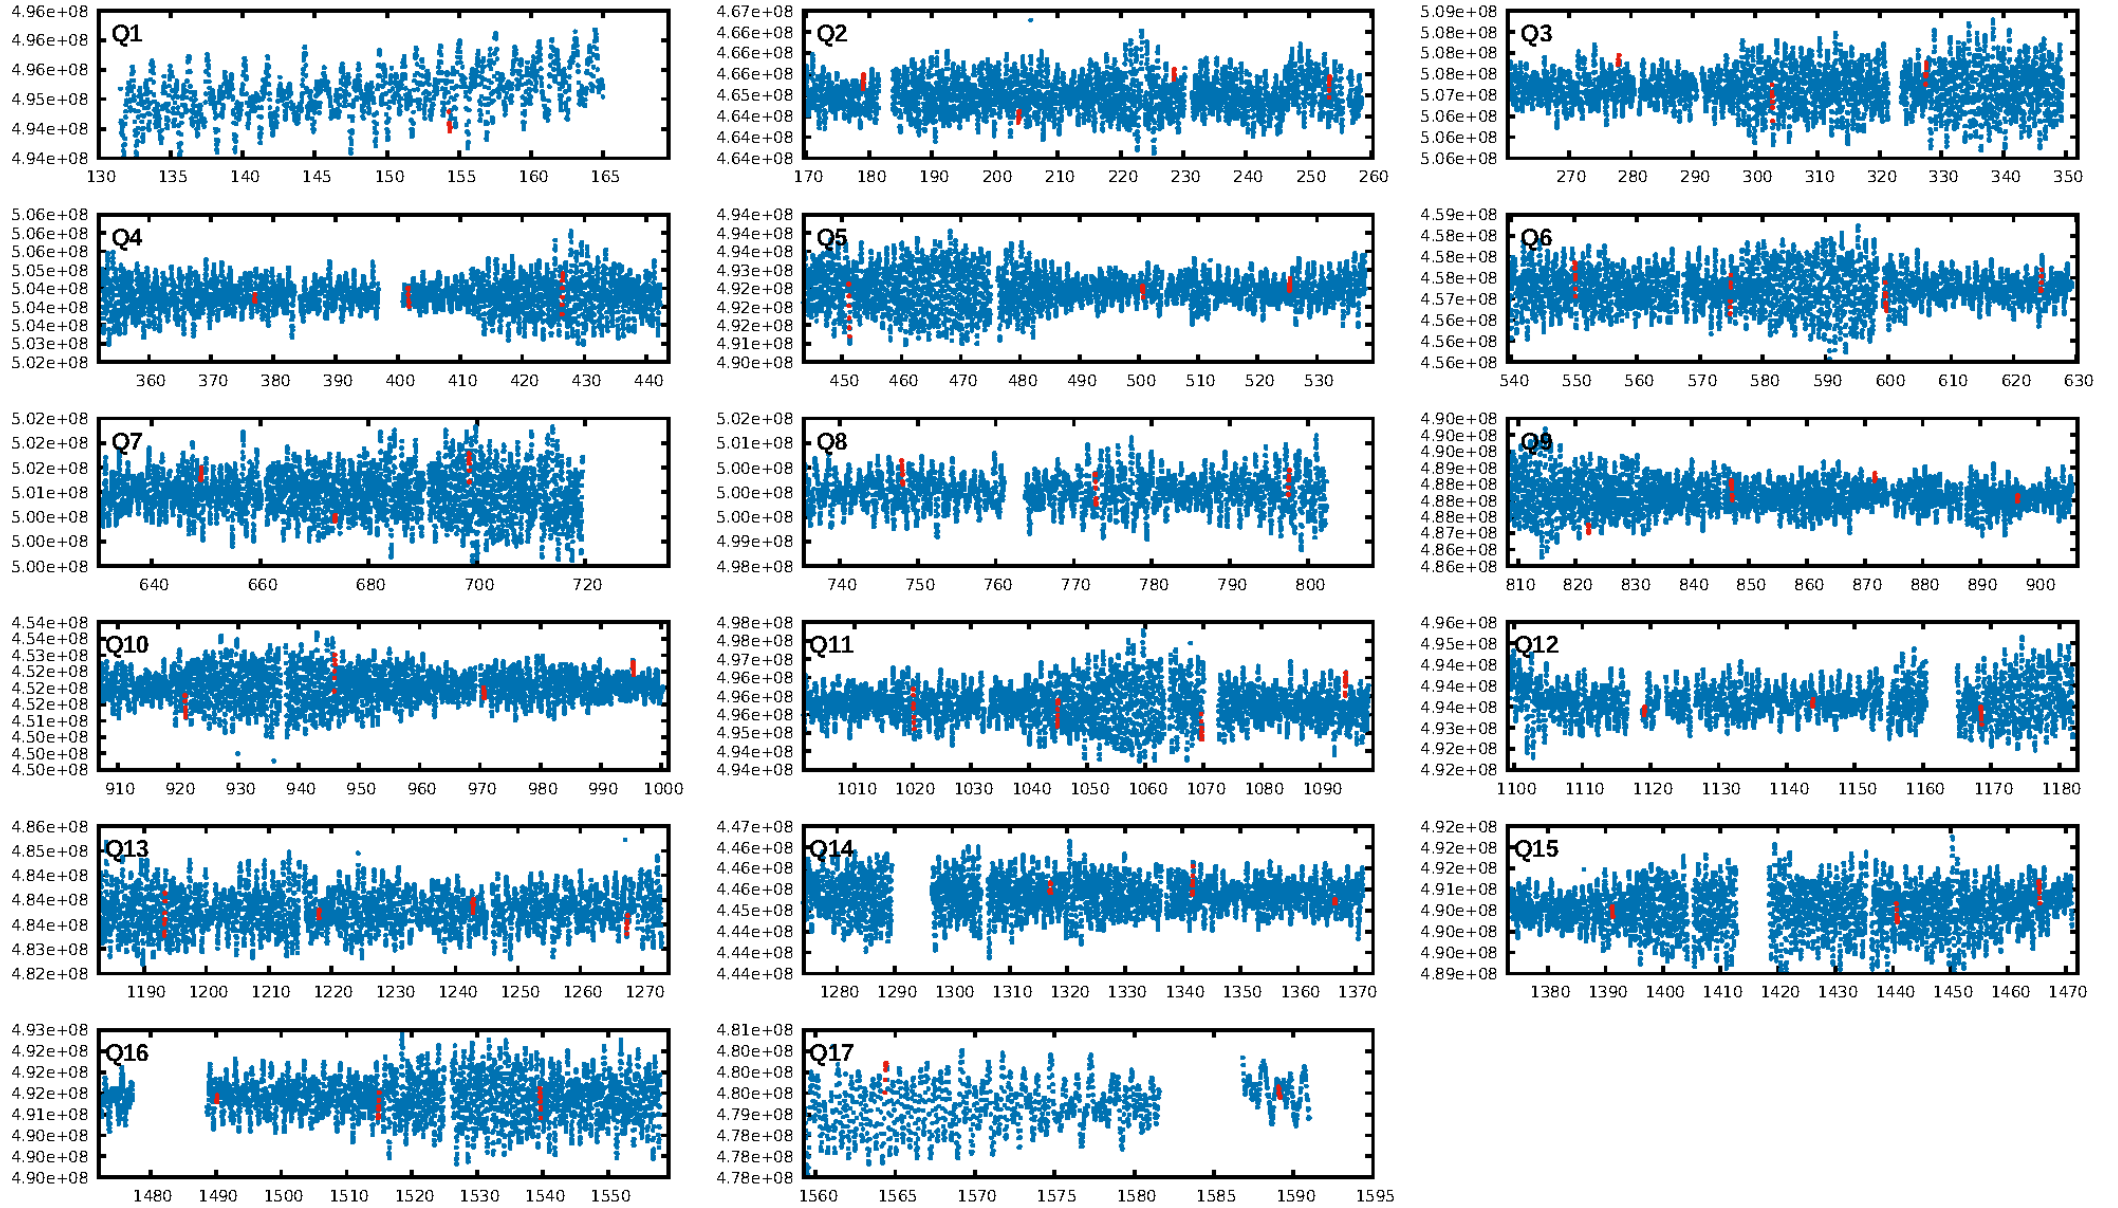 4.96e+08 4.96e+08 4.96e+08 4.95e+08 4.94e+08 4.94e+08
Q1
130 135 140 145 150 155 160 165
4.67e+08 4.66e+08 4.66e+08 4.66e+08 4.65e+08 4.64e+08 4.64e+08 4.64e+08
Q2
170 180 190 200 210 220 230 240 250 260
5.09e+08 5.08e+08 5.08e+08 5.08e+08 5.07e+08 5.06e+08 5.06e+08 5.06e+08
Q3
270 280 290 300 310 320 330 340 350
5.06e+08 5.06e+08 5.06e+08 5.05e+08 5.04e+08 5.04e+08 5.04e+08 5.03e+08 5.02e+08
Q4
360 370 380 390 400 410 420 430 440
4.94e+08 4.94e+08 4.94e+08 4.93e+08 4.92e+08 4.92e+08 4.92e+08 4.91e+08 4.90e+08
Q5
450 460 470 480 490 500 510 520 530
4.59e+08 4.58e+08 4.58e+08 4.58e+08 4.57e+08 4.56e+08 4.56e+08 4.56e+08
Q6
540 550 560 570 580 590 600 610 620 630
5.02e+08 5.02e+08 5.02e+08 5.01e+08 5.00e+08 5.00e+08 5.00e+08
Q7
640 660 680 700 720
5.02e+08 5.01e+08 5.00e+08 5.00e+08 5.00e+08 4.99e+08 4.98e+08
Q8
740 750 760 770 780 790 800
4.90e+08 4.90e+08 4.90e+08 4.89e+08 4.88e+08 4.88e+08 4.88e+08 4.87e+08 4.86e+08 4.86e+08
Q9
810 820 830 840 850 860 870 880 890 900
4.54e+08 4.54e+08 4.53e+08 4.52e+08 4.52e+08 4.52e+08 4.51e+08 4.50e+08 4.50e+08 4.50e+08
Q10
910 920 930 940 950 960 970 980 990 1000
4.98e+08 4.98e+08 4.97e+08 4.96e+08 4.96e+08 4.96e+08 4.95e+08 4.94e+08 4.94e+08
Q11
1010 1020 1030 1040 1050 1060 1070 1080 1090
4.96e+08 4.95e+08 4.94e+08 4.94e+08 4.93e+08 4.92e+08 4.92e+08
Q12
1100 1110 1120 1130 1140 1150 1160 1170 1180
4.86e+08 4.85e+08 4.84e+08 4.84e+08 4.84e+08 4.83e+08 4.82e+08
Q13
1190 1200 1210 1220 1230 1240 1250 1260 1270
4.47e+08 4.46e+08 4.46e+08 4.46e+08 4.45e+08 4.44e+08 4.44e+08 4.44e+08
Q14
1280 1290 1300 1310 1320 1330 1340 1350 1360 1370
4.92e+08 4.92e+08 4.92e+08 4.91e+08 4.90e+08 4.90e+08 4.90e+08 4.89e+08
Q15
1380 1390 1400 1410 1420 1430 1440 1450 1460 1470
4.93e+08 4.92e+08 4.92e+08 4.92e+08 4.91e+08 4.90e+08 4.90e+08 4.90e+08
Q16
1480 1490 1500 1510 1520 1530 1540 1550
4.81e+08 4.80e+08 4.80e+08 4.80e+08 4.79e+08 4.78e+08 4.78e+08 4.78e+08
Q17
1560 1565 1570 1575 1580 1585 1590 1595